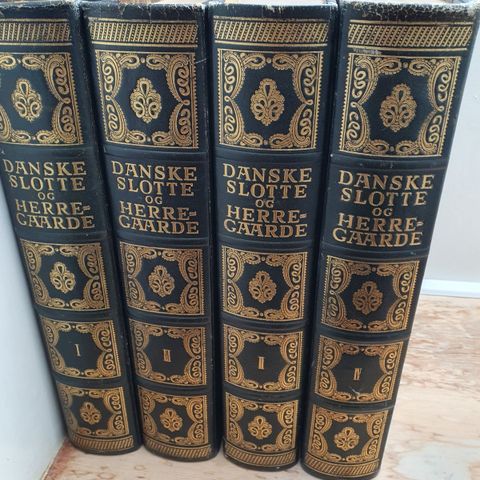 DANSKE
SLOTTE
OG
HERRE=
GAARDE
I
DANSKE
SLOTTE
OG
HERRE=
GAARDE
II
DANSKE
SLOTTE
OG
HERRE=
GAARDE
III
DANSKE
SLOTTE
OG
HERRE=
GAARDE
IV